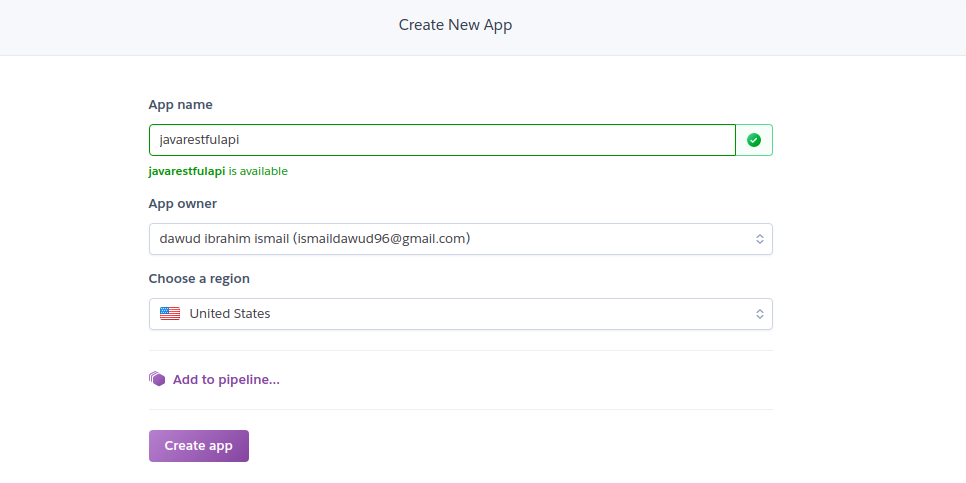 Create New App
App name
javarestfulapi
javarestfulapi is available
App owner
dawud ibrahim ismail (ismaildawud96@gmail.com)
Choose a region
United States
Add to pipeline...
Create app